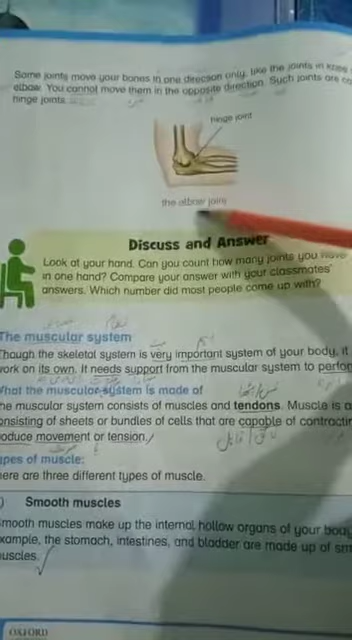 Some joints move your bones in one direction only, like the joints in knee
elbow. You cannot move them in the opposite direction. Such joints are
hinge joints.
hinge joint
the elbow joint
Discuss and Answer
Look at your hand. Can you count how many joints you have
in one hand? Compare your answer with your classmates'
answers. Which number did most people come up with?
The muscular system
Though the skeletal system is very important system of your body, it
work on its own. It needs support from the muscular system to
What the muscular system is made of
The muscular system consists of muscles and tendons. Muscle is a
consisting of sheets or bundles of cells that are capable of
produce movement or tension.
Types of muscle:
There are three different types of muscle.
Smooth muscles
Smooth muscles make up the internal hollow organs of your body
example, the stomach, intestines, and bladder are made up of
muscles.
OXFORD